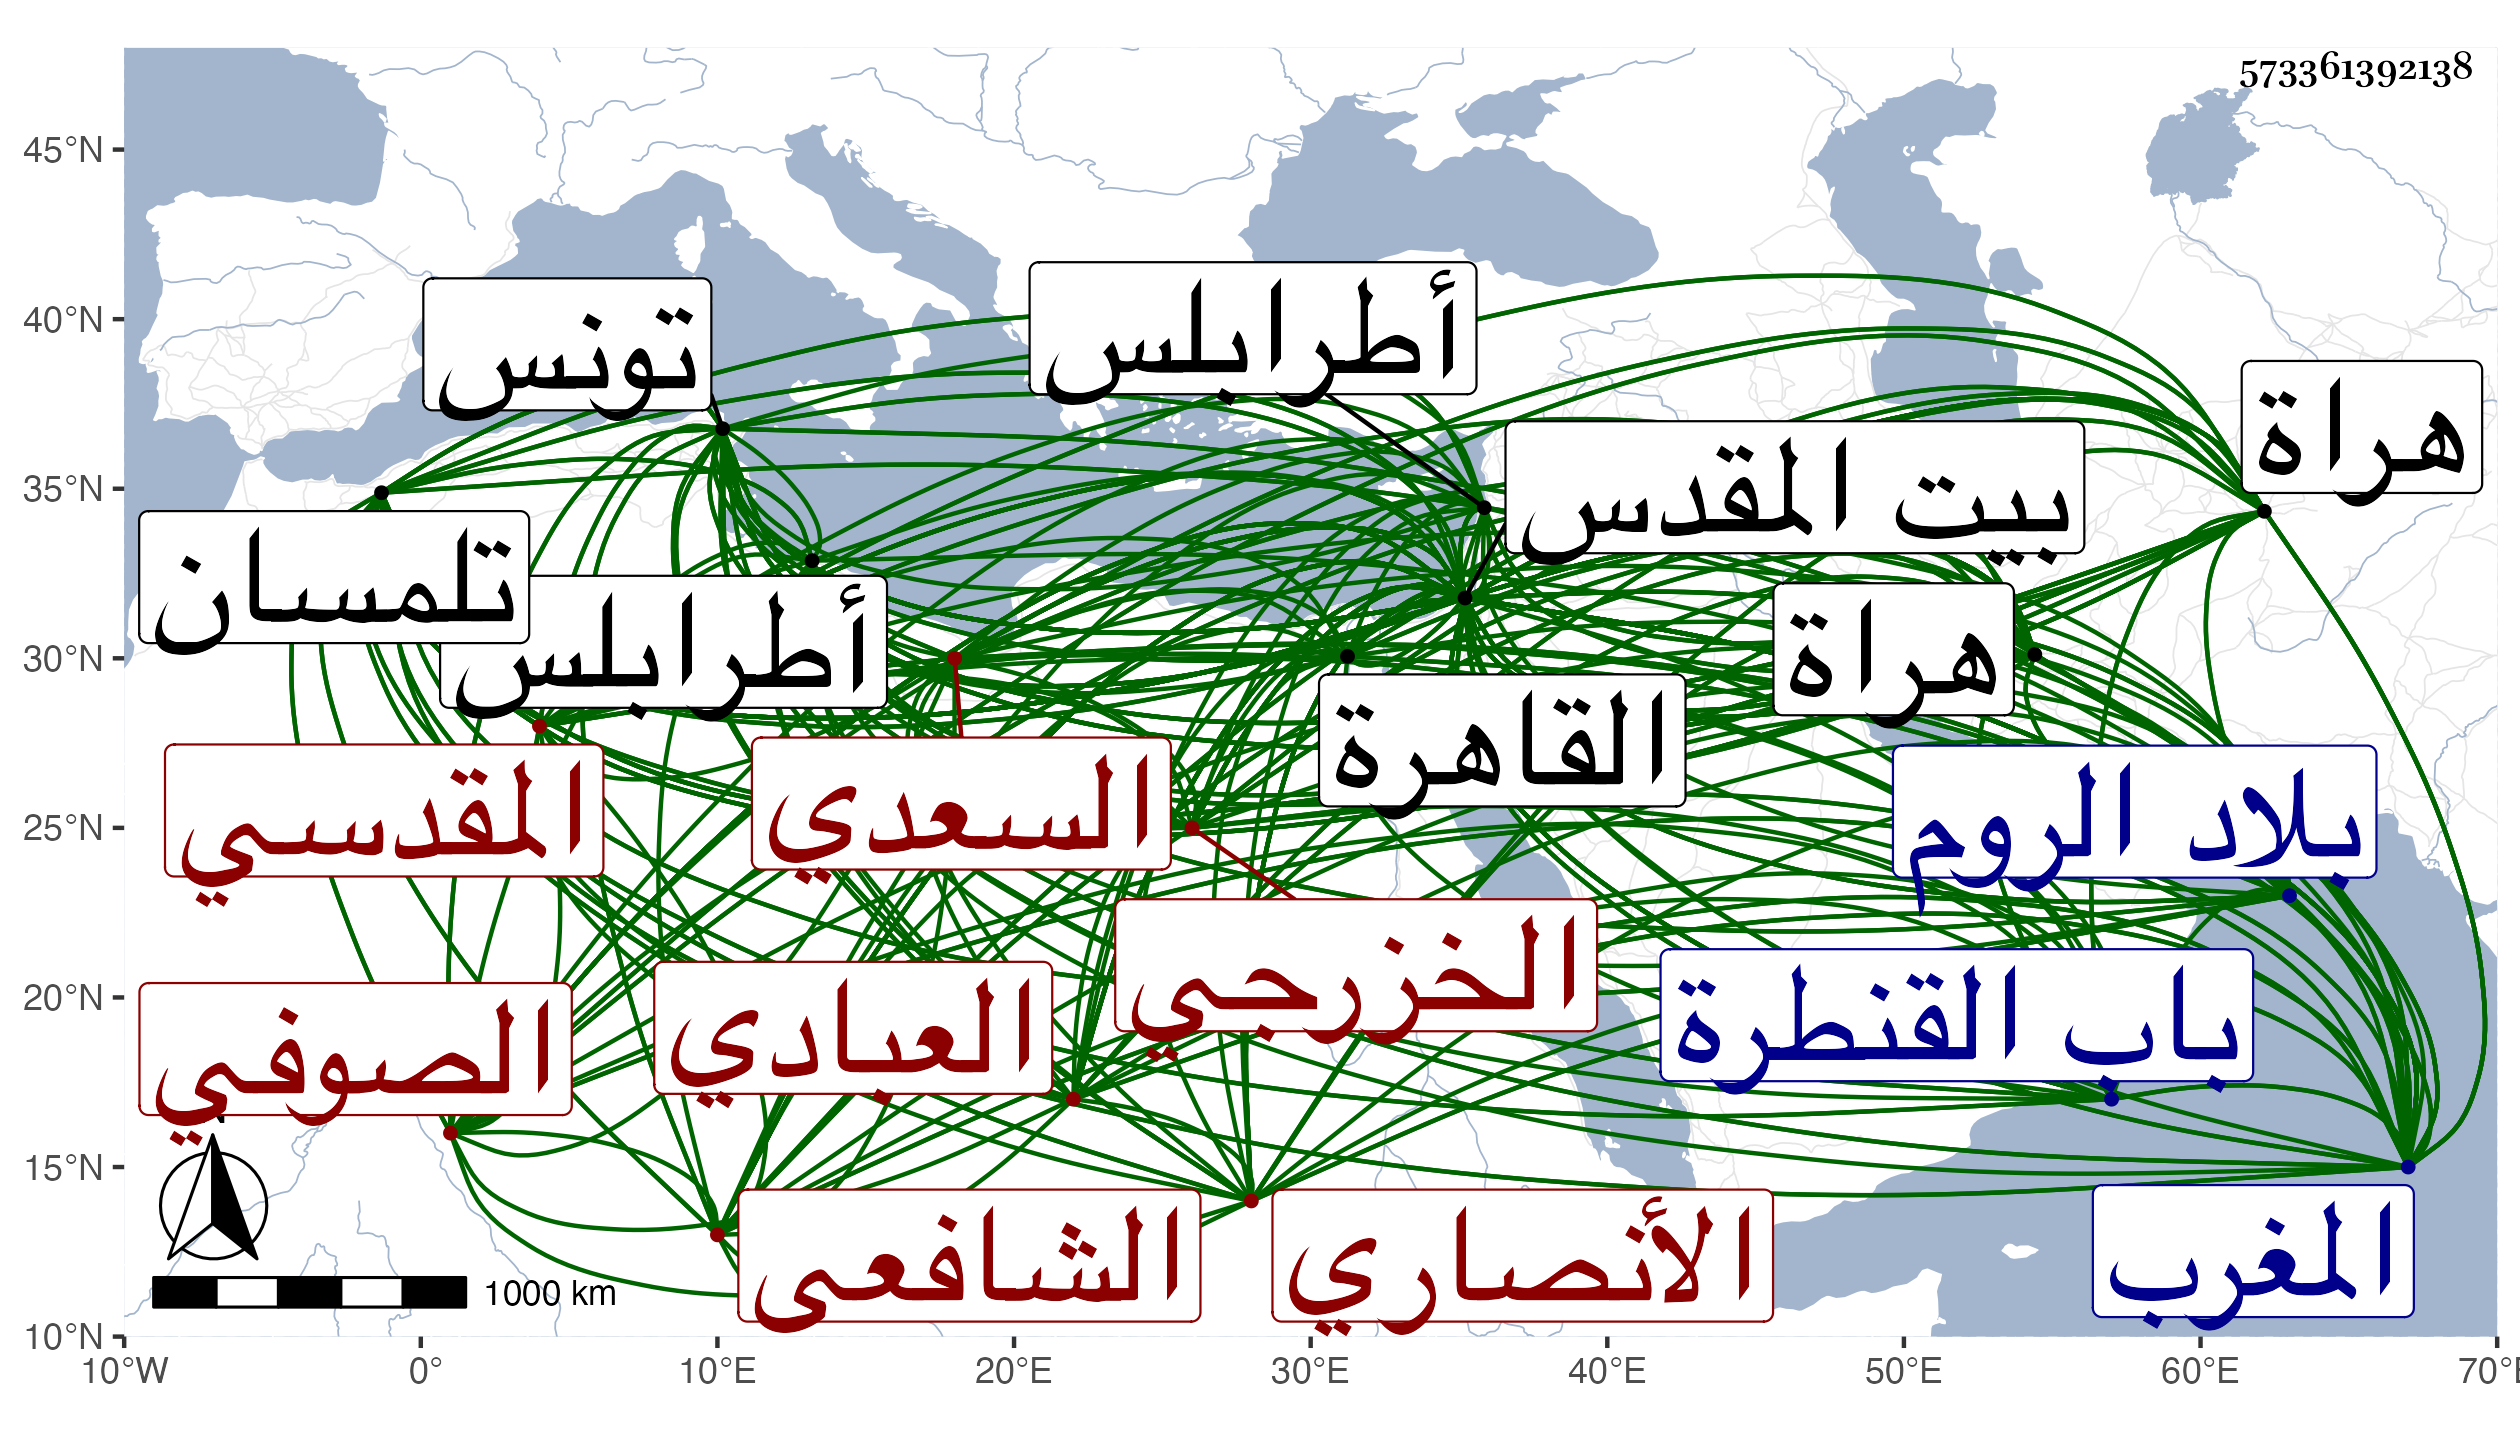 573361392138
45°N
40°N
35°N
30°N
25°N
20°N
15°N
10°N
10°W
0°
10°E
20°E
30°E
40°E
50°E
60°E
أطرابلس
تونس
هراة
بيت المقدس
تلمسان
أطرابلس
هراة
القاهرة
المقدسي
السعدي
بلاد الروم
الخزرجي
باب القنطرة
العبادي
الصوفي
الشافعى
الأنصاري
المغرب
1000 km